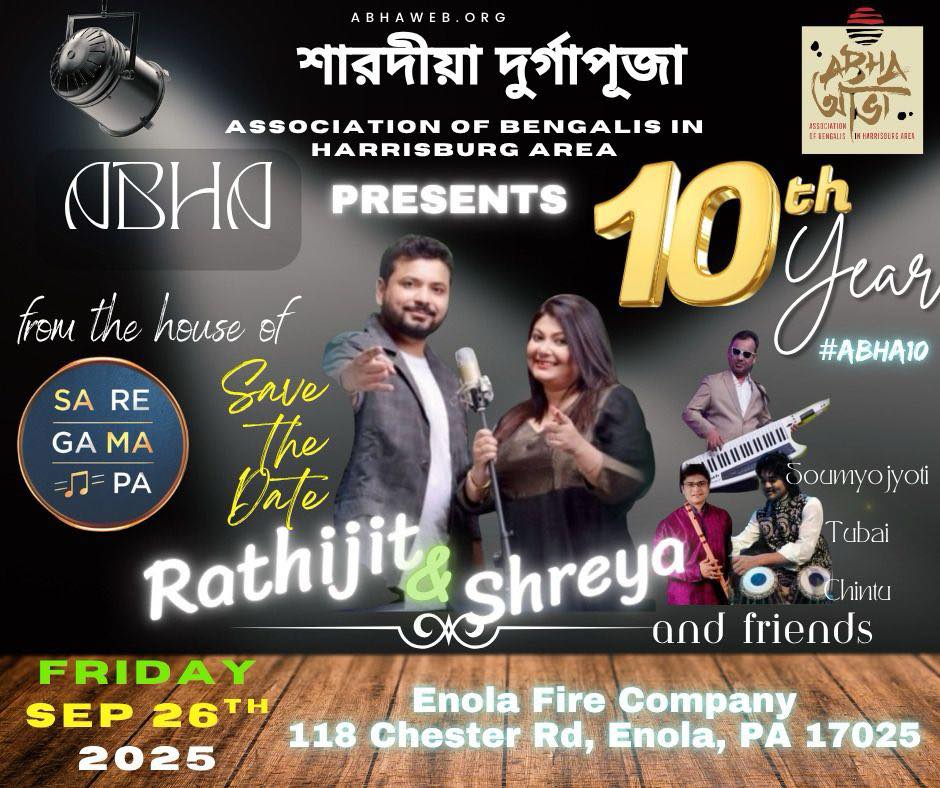 ABHAWEB.ORG
শারদীয়া দুর্গাপূজা
ASSOCIATION OF BENGALIS IN
HARRISBURG AREA
ABHA
আভা
ASSOCIATION
OF BENGALIS IN HARRISBURG AREA
ABHA
PRESENTS
10th
Year
#ABHA10
from the house of
SA RE
GA MA
PA
Save
The
Date
Rathijit & Shreya
Soumyojyoti
Tubai
Chintu
and friends
FRIDAY
SEP 26TH
2025
Enola Fire Company
118 Chester Rd, Enola, PA 17025